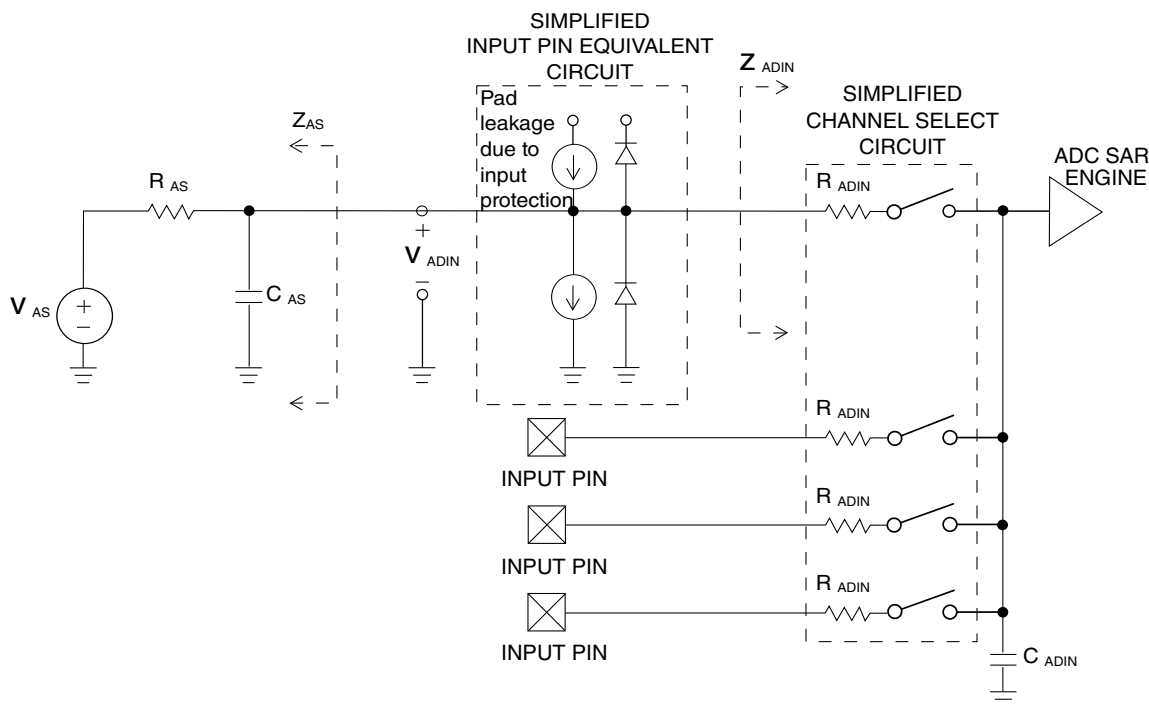 SIMPLIFIED
INPUT PIN EQUIVALENT
CIRCUIT
Pad
leakage
due to
input
protection
Z ADIN
SIMPLIFIED
CHANNEL SELECT
CIRCUIT
ADC SAR
ENGINE
ZAS
R AS
R ADIN
+
V ADIN
–
V AS
+
–
C AS
R ADIN
INPUT PIN
R ADIN
INPUT PIN
R ADIN
INPUT PIN
C ADIN